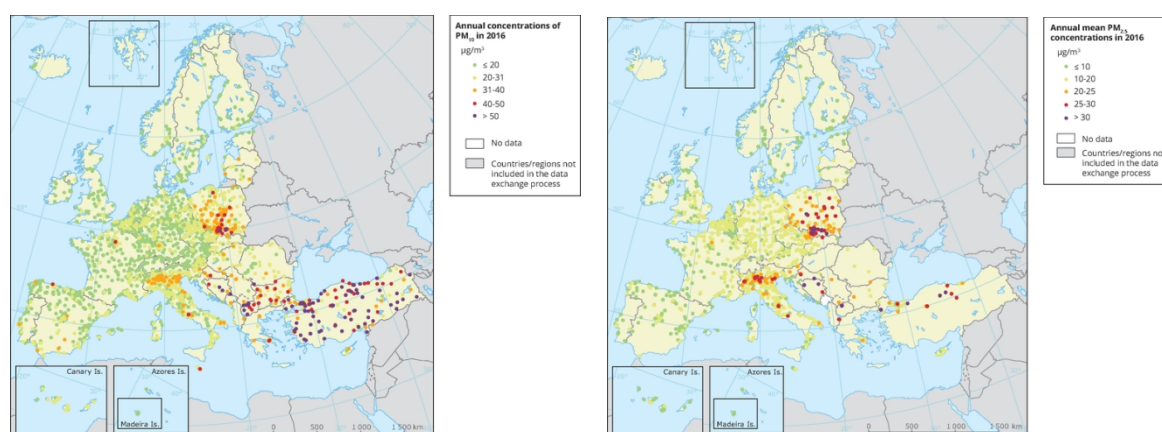 Annual concentrations of
PM10 in 2016
µg/m³
≤ 20
20-31
31-40
40-50
> 50
No data
Countries/regions not
included in the data
exchange process
Canary Is.
Azores Is.
Madeira Is.
0 500 1 000 1 500 km
Annual mean PM2.5
concentrations in 2016
µg/m³
≤ 10
10-20
20-25
25-30
> 30
No data
Countries/regions no
included in the data
exchange process
Canary Is.
Azores Is.
Madeira Is.
0 500 1 000 1 500 km